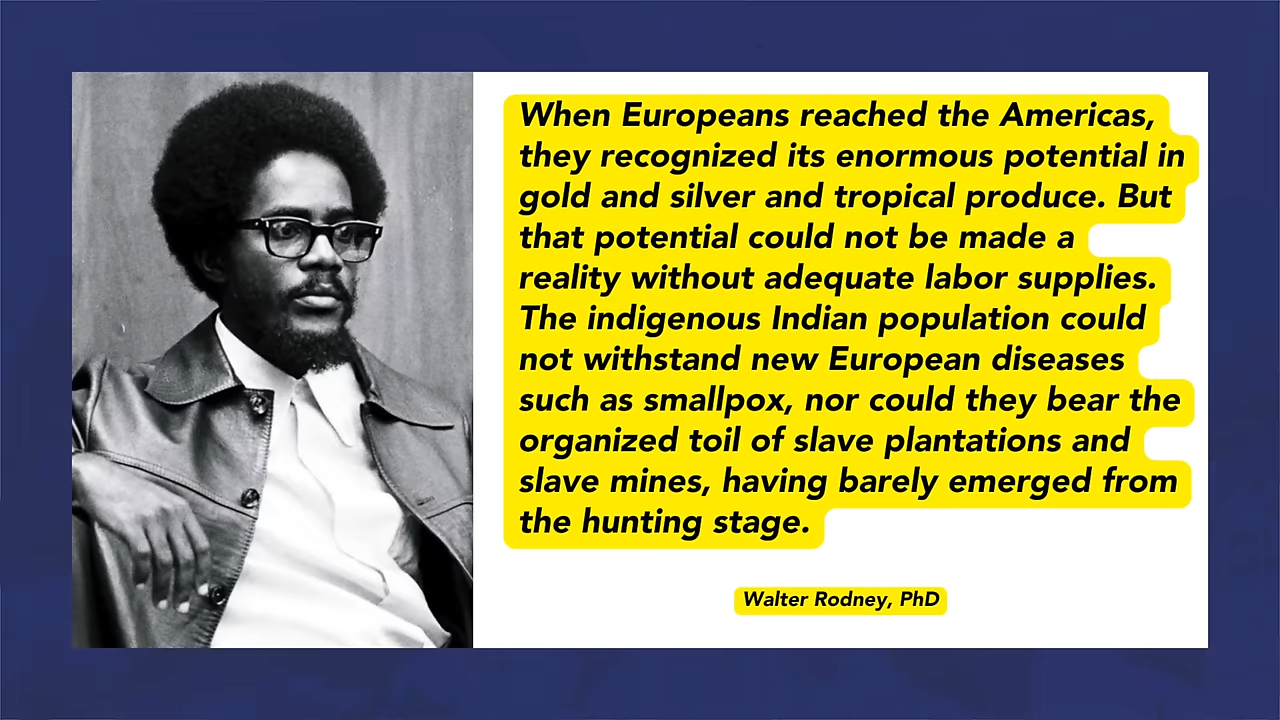 When Europeans reached the Americas,
they recognized its enormous potential in
gold and silver and tropical produce. But
that potential could not be made a
reality without adequate labor supplies.
The indigenous Indian population could
not withstand new European diseases
such as smallpox, nor could they bear the
organized toil of slave plantations and
slave mines, having barely emerged from
the hunting stage.
Walter Rodney, PhD